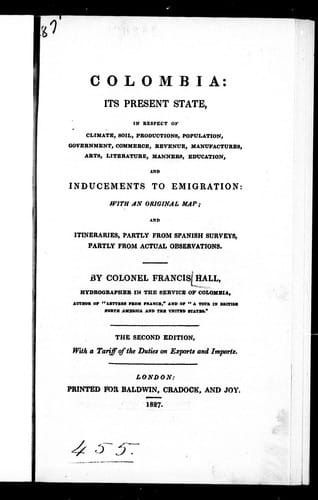 87
COLOMBIA:
ITS PRESENT STATE,
IN RESPECT OF
CLIMATE, SOIL, PRODUCTIONS, POPULATION,
GOVERNMENT, COMMERCE, REVENUE, MANUFACTURES,
ARTS, LITERATURE, MANNERS, EDUCATION,
AND
INDUCEMENTS TO EMIGRATION:
WITH AN ORIGINAL MAP;
AND
ITINERARIES, PARTLY FROM SPANISH SURVEYS,
PARTLY FROM ACTUAL OBSERVATIONS.
BY COLONEL FRANCIS HALL,
HYDROGRAPHER IN THE SERVICE OF COLOMBIA,
AUTHOR OF "LETTERS FROM FRANCE," AND OF "A TOUR IN BRITISH
NORTH AMERICA AND THE UNITED STATES."
THE SECOND EDITION,
With a Tariff of the Duties on Exports and Imports.
LONDON:
PRINTED FOR BALDWIN, CRADOCK, AND JOY.
1827.
455.